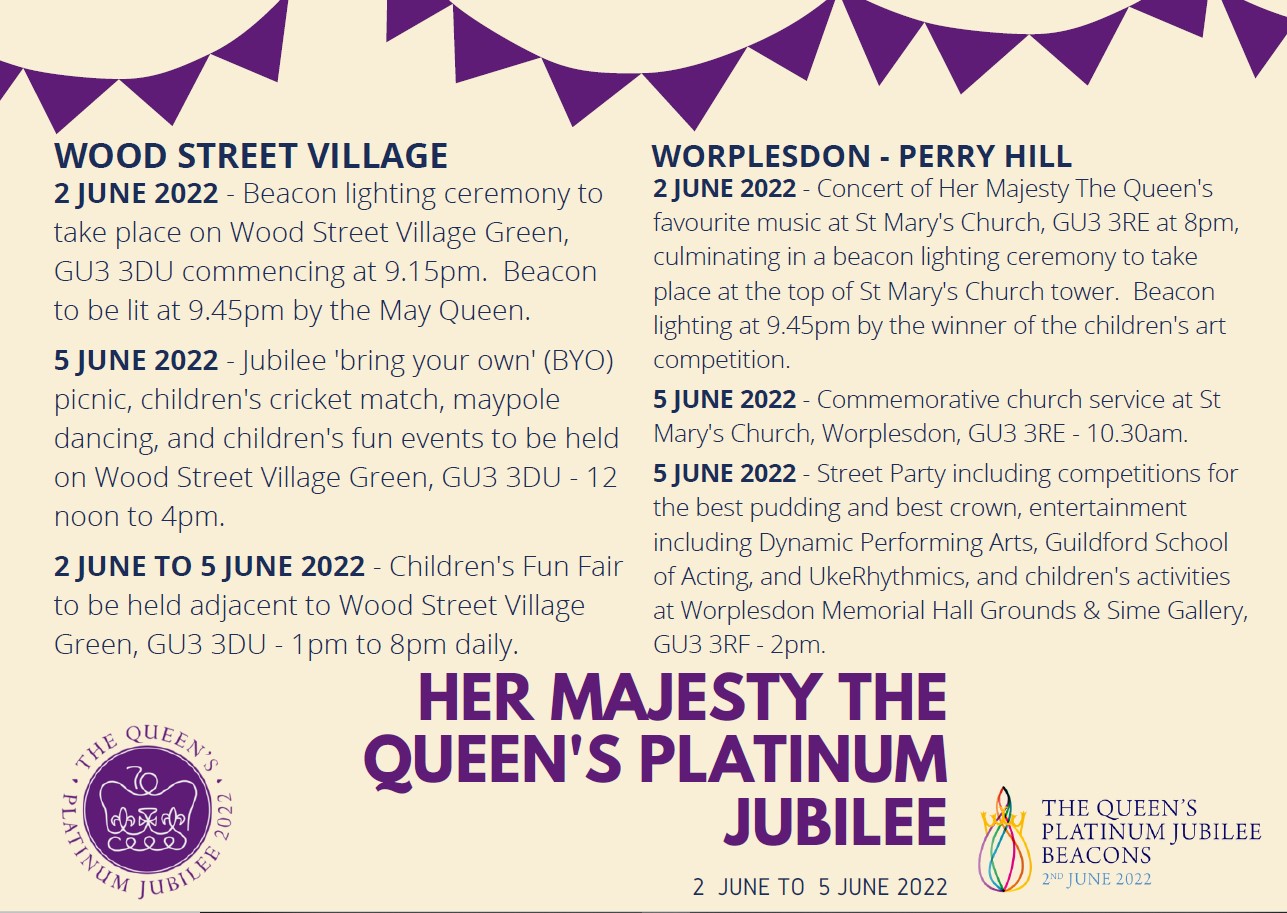 WOOD STREET VILLAGE
2 JUNE 2022 - Beacon lighting ceremony to
take place on Wood Street Village Green,
GU3 3DU commencing at 9.15pm.  Beacon
to be lit at 9.45pm by the May Queen.
5 JUNE 2022 - Jubilee 'bring your own' (BYO)
picnic, children's cricket match, maypole
dancing, and children's fun events to be held
on Wood Street Village Green, GU3 3DU - 12
noon to 4pm.
2 JUNE TO 5 JUNE 2022 - Children's Fun Fair
to be held adjacent to Wood Street Village
Green, GU3 3DU - 1pm to 8pm daily.
WORPLESDON - PERRY HILL
2 JUNE 2022 - Concert of Her Majesty The Queen's
favourite music at St Mary's Church, GU3 3RE at 8pm,
culminating in a beacon lighting ceremony to take
place at the top of St Mary's Church tower.  Beacon
lighting at 9.45pm by the winner of the children's art
competition.
5 JUNE 2022 - Commemorative church service at St
Mary's Church, Worplesdon, GU3 3RE - 10.30am.
5 JUNE 2022 - Street Party including competitions for
the best pudding and best crown, entertainment
including Dynamic Performing Arts, Guildford School
of Acting, and UkeRhythmics, and children's activities
at Worplesdon Memorial Hall Grounds & Sime Gallery,
GU3 3RF - 2pm.
HER MAJESTY THE
QUEEN'S PLATINUM
JUBILEE
2 JUNE TO 5 JUNE 2022
· THE QUEEN'S ·
PLATINUM JUBILEE 2022
70
THE QUEEN'S
PLATINUM JUBILEE
BEACONS
2ND JUNE 2022